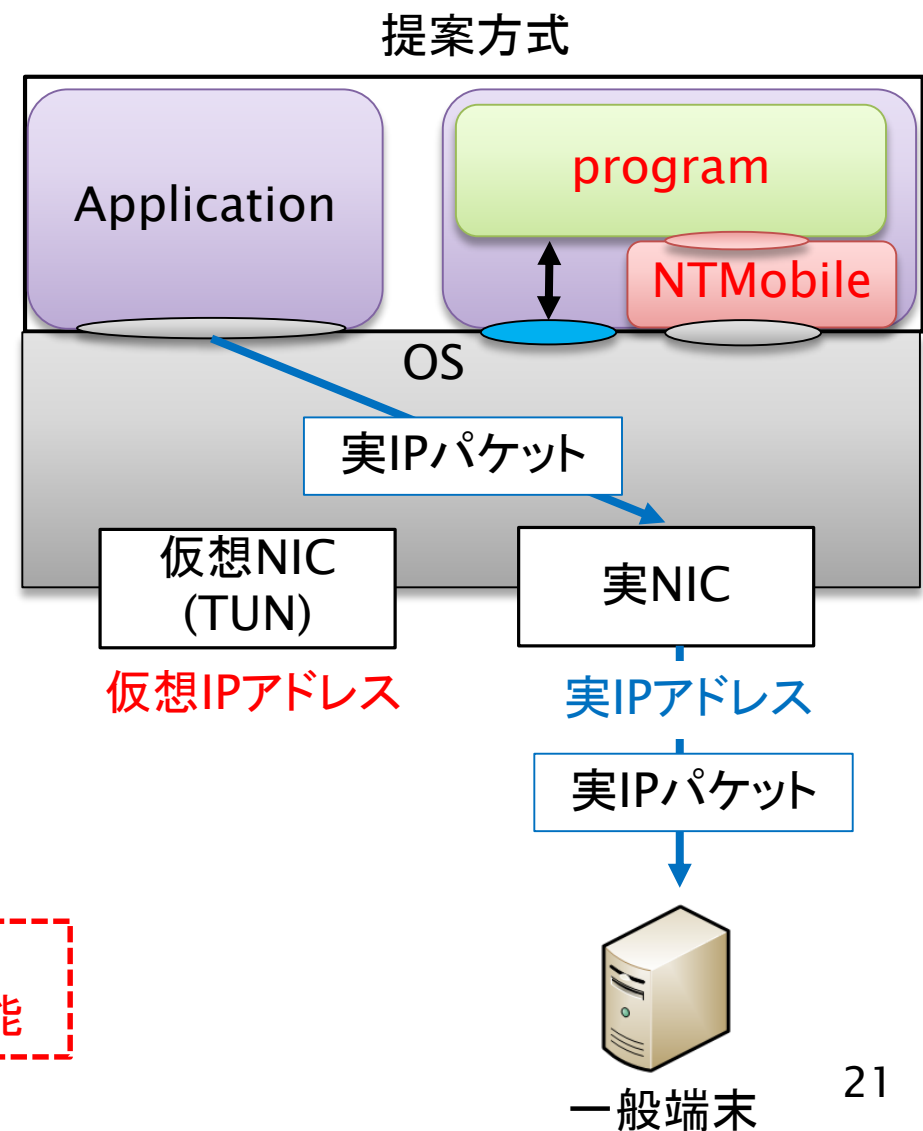 提案方式
Application
program
NTMobile
OS
実IPパケット
仮想NIC
(TUN)
実NIC
仮想IPアドレス
実IPアドレス
実IPパケット
能
一般端末
21